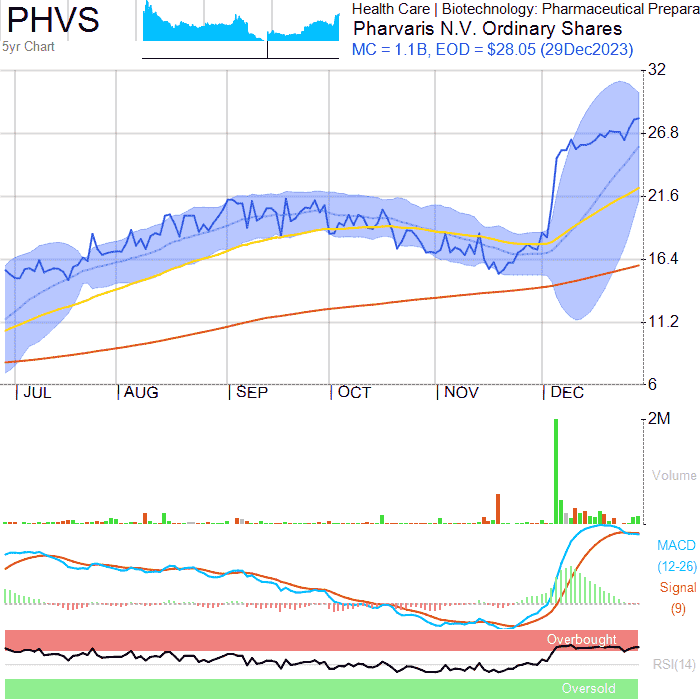 PHVS
5yr Chart
Health Care | Biotechnology: Pharmaceutical Prepara
Pharvaris N.V. Ordinary Shares
MC = 1.1B, EOD = $28.05 (29Dec2023)
32
26.8
21.6
16.4
11.2
6
JUL
AUG
SEP
OCT
NOV
DEC
2M
Volume
MACD
(12-26)
Signal
(9)
Overbought
RSI(14)
Oversold